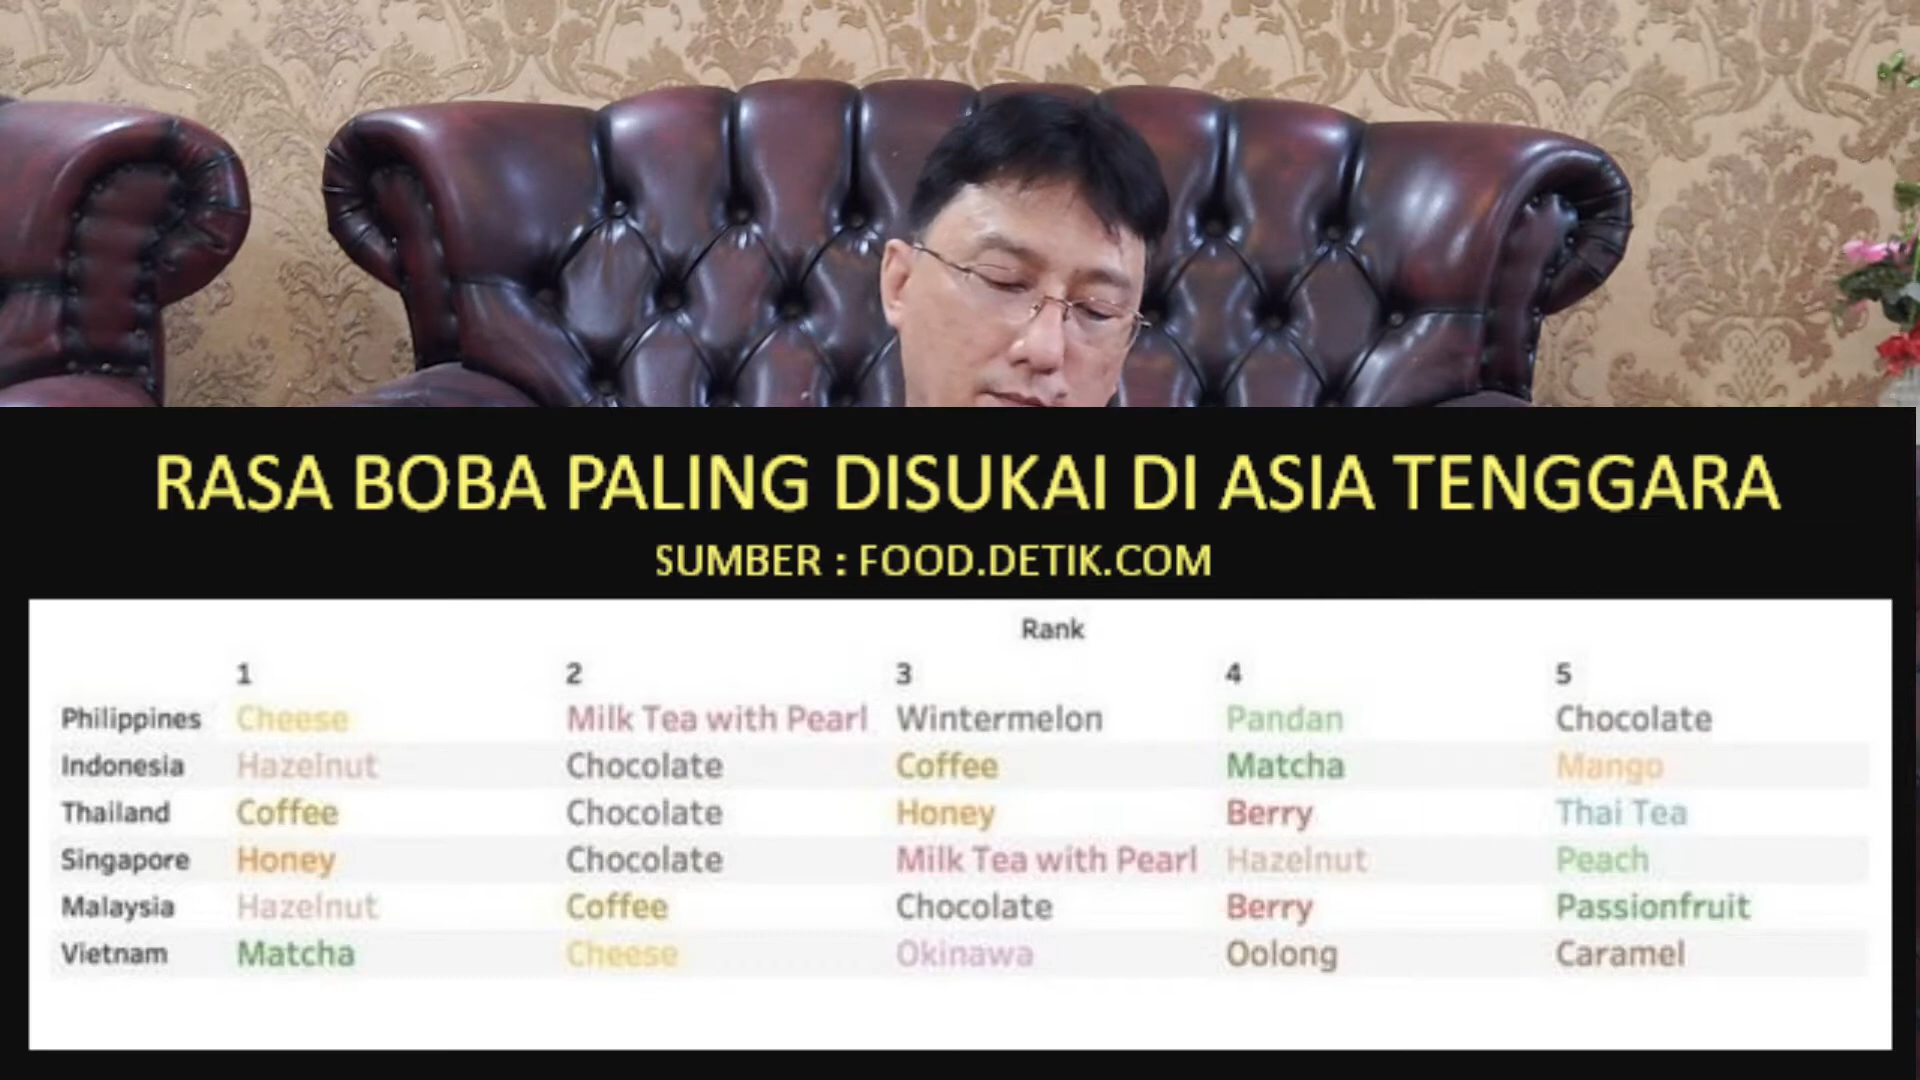 RASA BOBA PALING DISUKAI DI ASIA TENGGARA
SUMBER : FOOD.DETIK.COM
Rank
1 2 3 4 5
Philippines Cheese Milk Tea with Pearl Wintermelon Pandan Chocolate
Indonesia Hazelnut Chocolate Coffee Matcha Mango
Thailand Coffee Chocolate Honey Berry Thai Tea
Singapore Honey Chocolate Milk Tea with Pearl Hazelnut Peach
Malaysia Hazelnut Coffee Chocolate Berry Passionfruit
Vietnam Matcha Cheese Okinawa Oolong Caramel